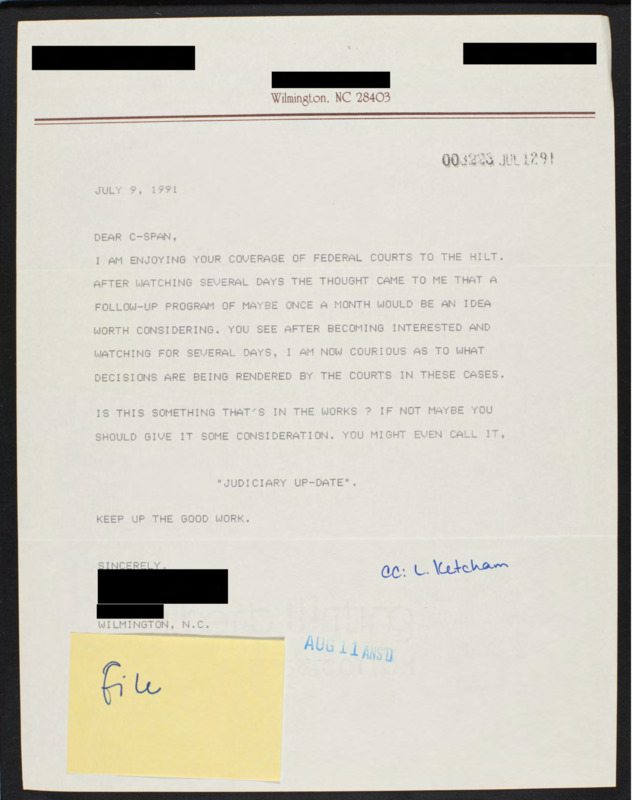 Wilmington, NC 28403
003223 JUL 12 91
JULY 9, 1991
DEAR C-SPAN,
I AM ENJOYING YOUR COVERAGE OF FEDERAL COURTS TO THE HILT.
AFTER WATCHING SEVERAL DAYS THE THOUGHT CAME TO ME THAT A
FOLLOW-UP PROGRAM OF MAYBE ONCE A MONTH WOULD BE AN IDEA
WORTH CONSIDERING. YOU SEE AFTER BECOMING INTERESTED AND
WATCHING FOR SEVERAL DAYS, I AM NOW COURIOUS AS TO WHAT
DECISIONS ARE BEING RENDERED BY THE COURTS IN THESE CASES.
IS THIS SOMETHING THAT'S IN THE WORKS ? IF NOT MAYBE YOU
SHOULD GIVE IT SOME CONSIDERATION. YOU MIGHT EVEN CALL IT,
"JUDICIARY UP-DATE".
KEEP UP THE GOOD WORK.
SINCERELY,
cc: L. Ketcham
WILMINGTON, N.C.
AUG 11 ANS'D
file